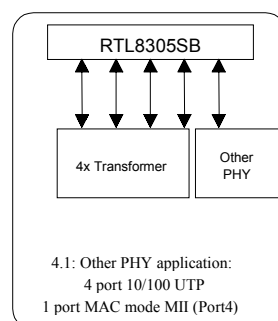 RTL8305SB
4x Transformer
Other
PHY
4.1: Other PHY application:
4 port 10/100 UTP
1 port MAC mode MII (Port4)